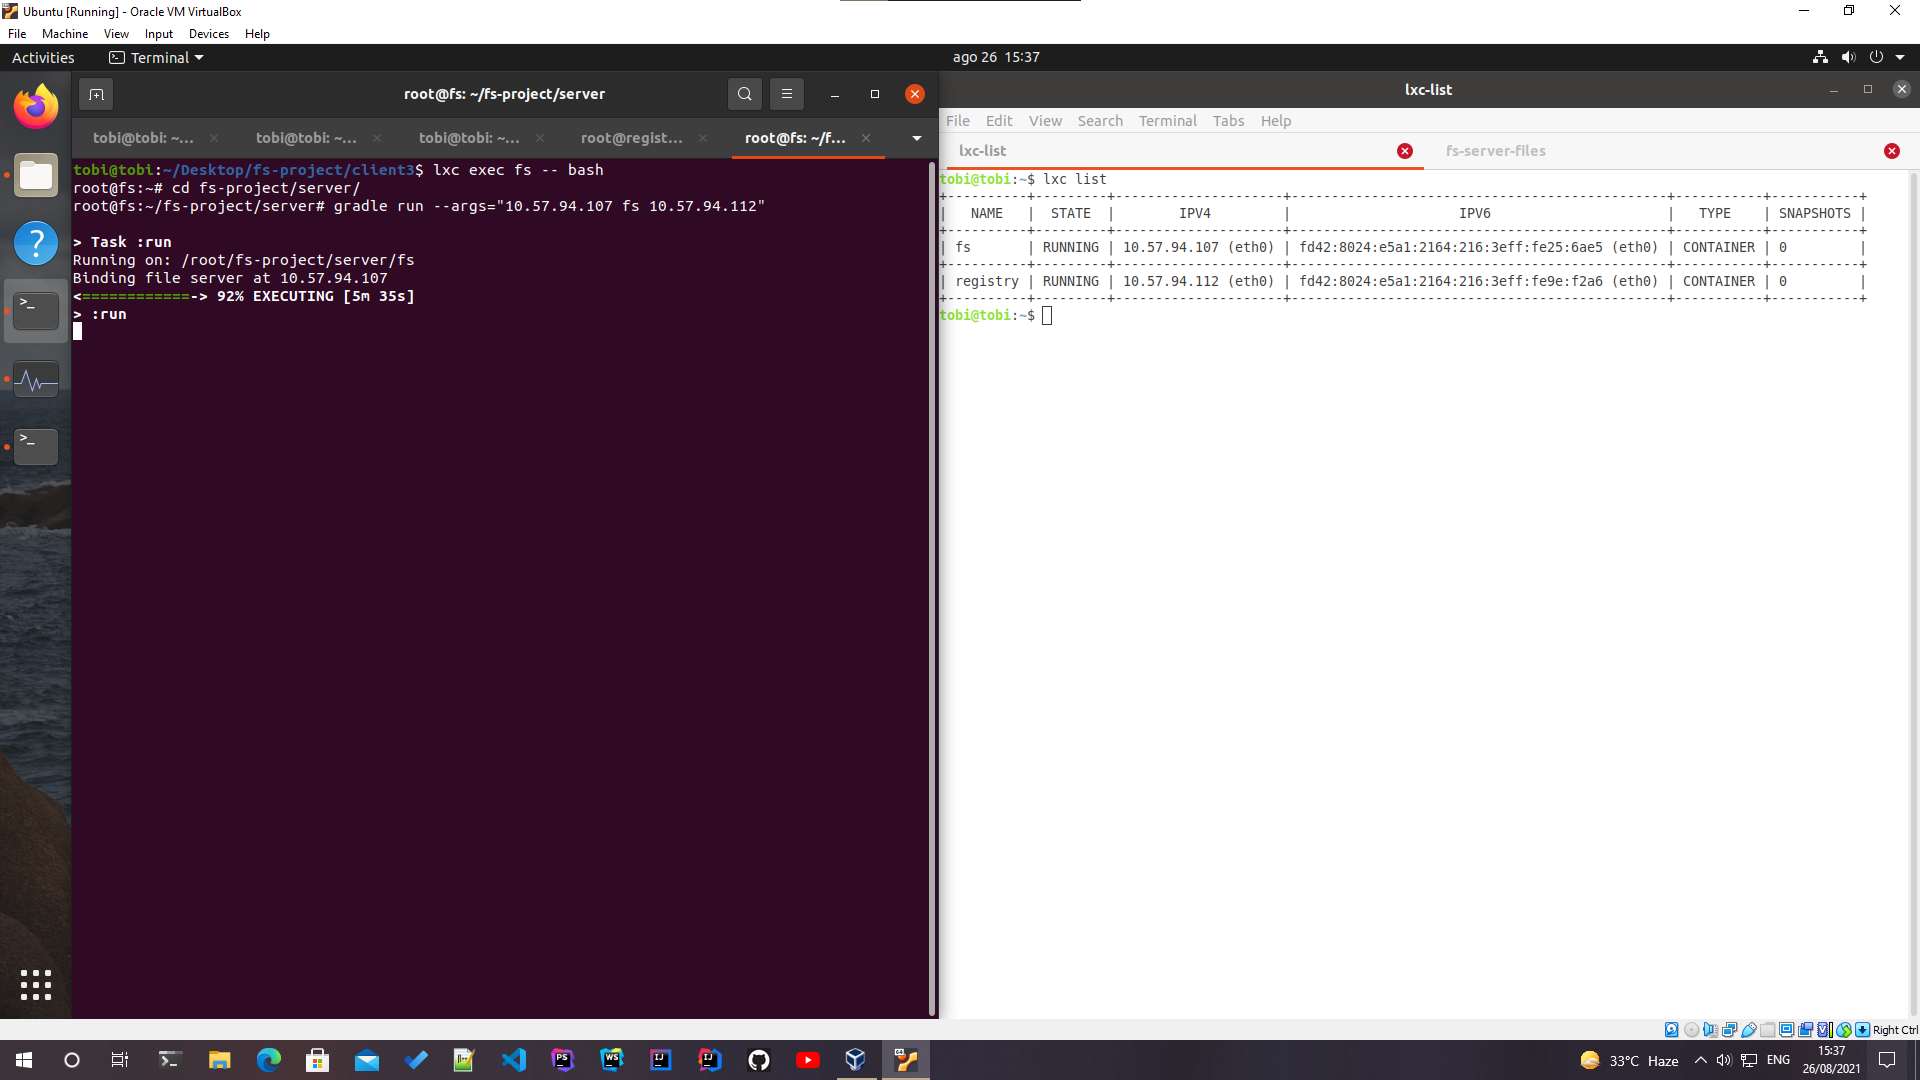 Ubuntu [Running] - Oracle VM VirtualBox
File Machine View Input Devices Help
Activities Terminal ago 26 15:37
root@fs: ~/fs-project/server
tobi@tobi: ~... tobi@tobi: ~... tobi@tobi: ~... root@regist... root@fs: ~/f...
tobi@tobi:~/Desktop/fs-project/client3$ lxc exec fs -- bash
root@fs:~# cd fs-project/server/
root@fs:~/fs-project/server# gradle run --args="10.57.94.107 fs 10.57.94.112"
> Task :run
Running on: /root/fs-project/server/fs
Binding file server at 10.57.94.107
<============-> 92% EXECUTING [5m 35s]
> :run
lxc-list
File Edit View Search Terminal Tabs Help
lxc-list fs-server-files
tobi@tobi:~$ lxc list
+----------+---------+---------------------+-----------------------------------------------+-----------+-----------+
| NAME | STATE | IPV4 | IPV6 | TYPE | SNAPSHOTS |
+----------+---------+---------------------+-----------------------------------------------+-----------+-----------+
| fs | RUNNING | 10.57.94.107 (eth0) | fd42:8024:e5a1:2164:216:3eff:fe25:6ae5 (eth0) | CONTAINER | 0 |
+----------+---------+---------------------+-----------------------------------------------+-----------+-----------+
| registry | RUNNING | 10.57.94.112 (eth0) | fd42:8024:e5a1:2164:216:3eff:fe9e:f2a6 (eth0) | CONTAINER | 0 |
+----------+---------+---------------------+-----------------------------------------------+-----------+-----------+
tobi@tobi:~$
Right Ctrl
33°C Haze ENG 15:37
26/08/2021